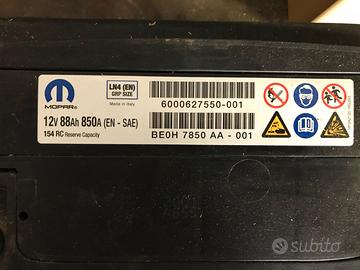 MOPAR®
LN4 (EN)
GRP SIZE
Made in Italy
12V 88Ah 850A (EN - SAE)
154 RC Reserve Capacity
6000627550-001
BE0H 7850 AA - 001
subito